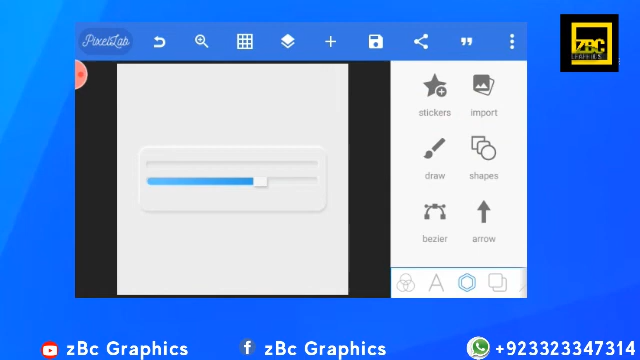 PixelLab
zBC
GRAPHICS
stickers
import
draw
shapes
bezier
arrow
zBc Graphics
zBc Graphics
+923323347314